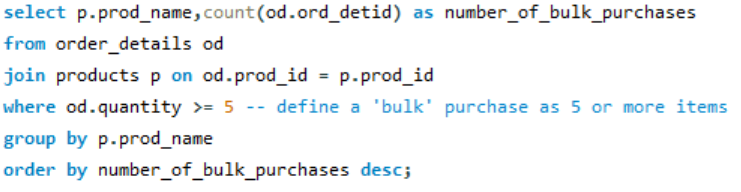 select p.prod_name,count(od.ord_detid) as number_of_bulk_purchases
from order_details od
join products p on od.prod_id = p.prod_id
where od.quantity >= 5 -- define a 'bulk' purchase as 5 or more items
group by p.prod_name
order by number_of_bulk_purchases desc;